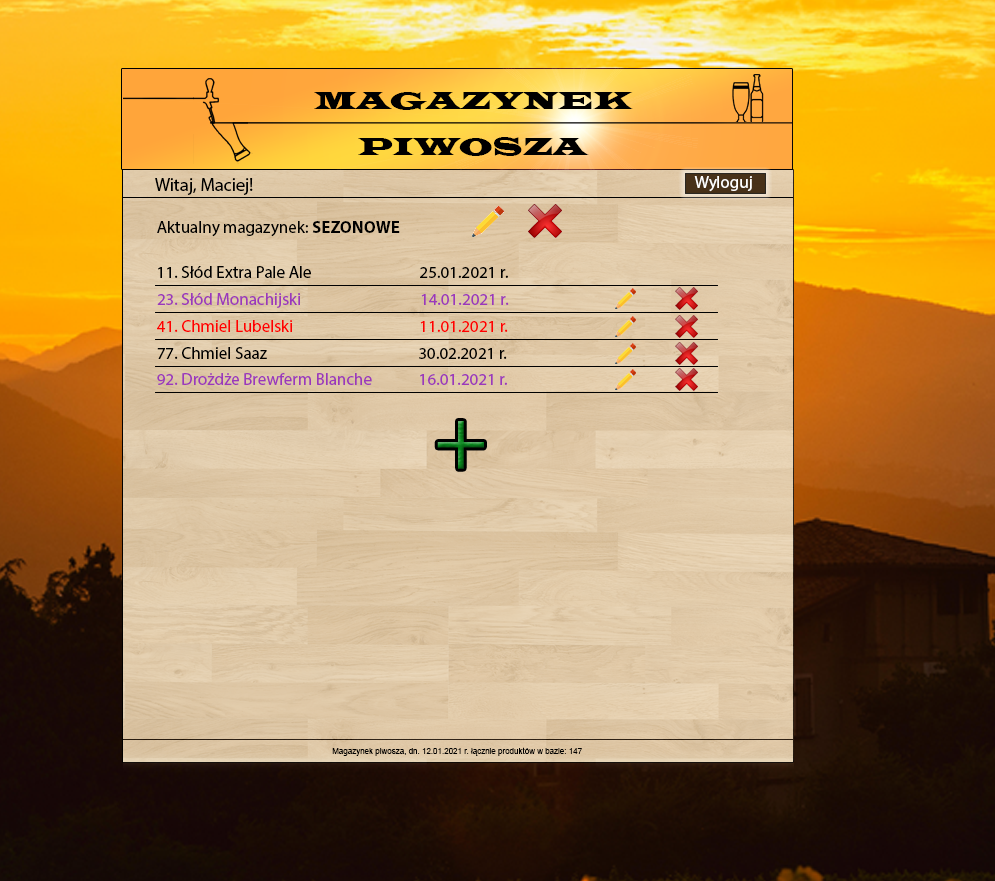 MAGAZYNEK
PIWOSZA
Witaj, Maciej!
Wyloguj
Aktualny magazynek: SEZONOWE
11. Słód Extra Pale Ale 25.01.2021 r.
23. Słód Monachijski 14.01.2021 r.
41. Chmiel Lubelski 11.01.2021 r.
77. Chmiel Saaz 30.02.2021 r.
92. Drożdże Brewferm Blanche 16.01.2021 r.
Magazynek piwosza, dn. 12.01.2021 r. łącznie produktów w bazie: 147